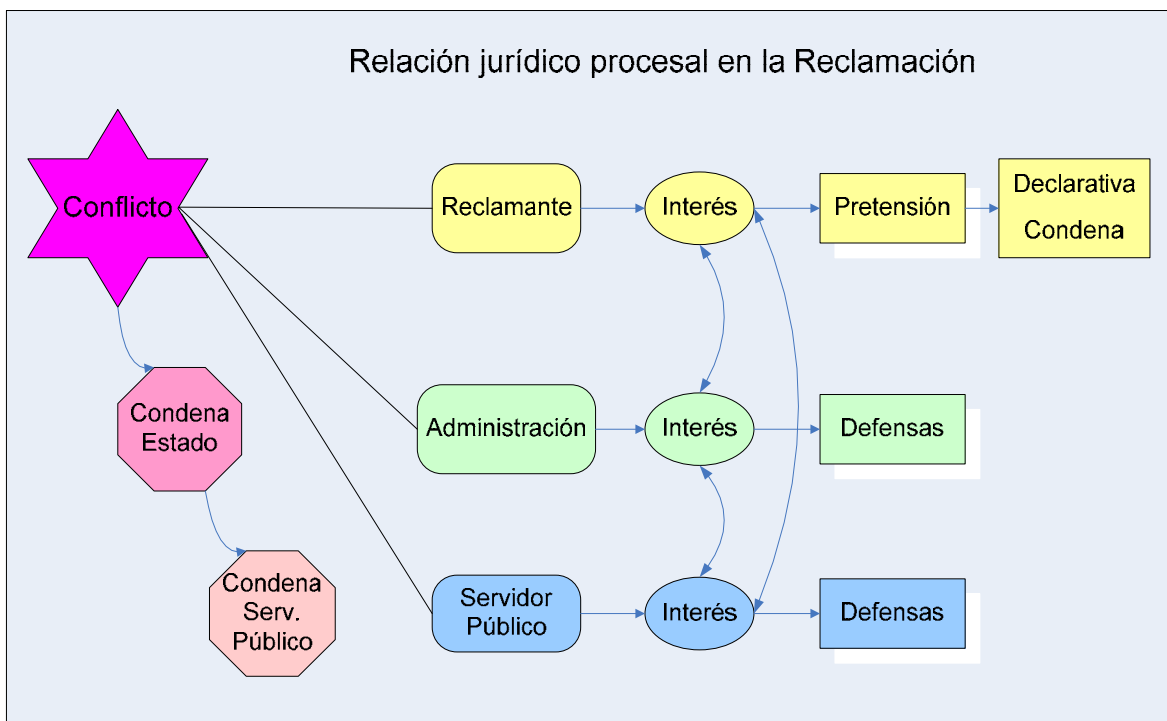 Relación jurídico procesal en la Reclamación
Conflicto
Reclamante
Interés
Pretensión
Declarativa
Condena
Condena
Estado
Administración
Interés
Defensas
Condena
Serv.
Público
Servidor
Público
Interés
Defensas